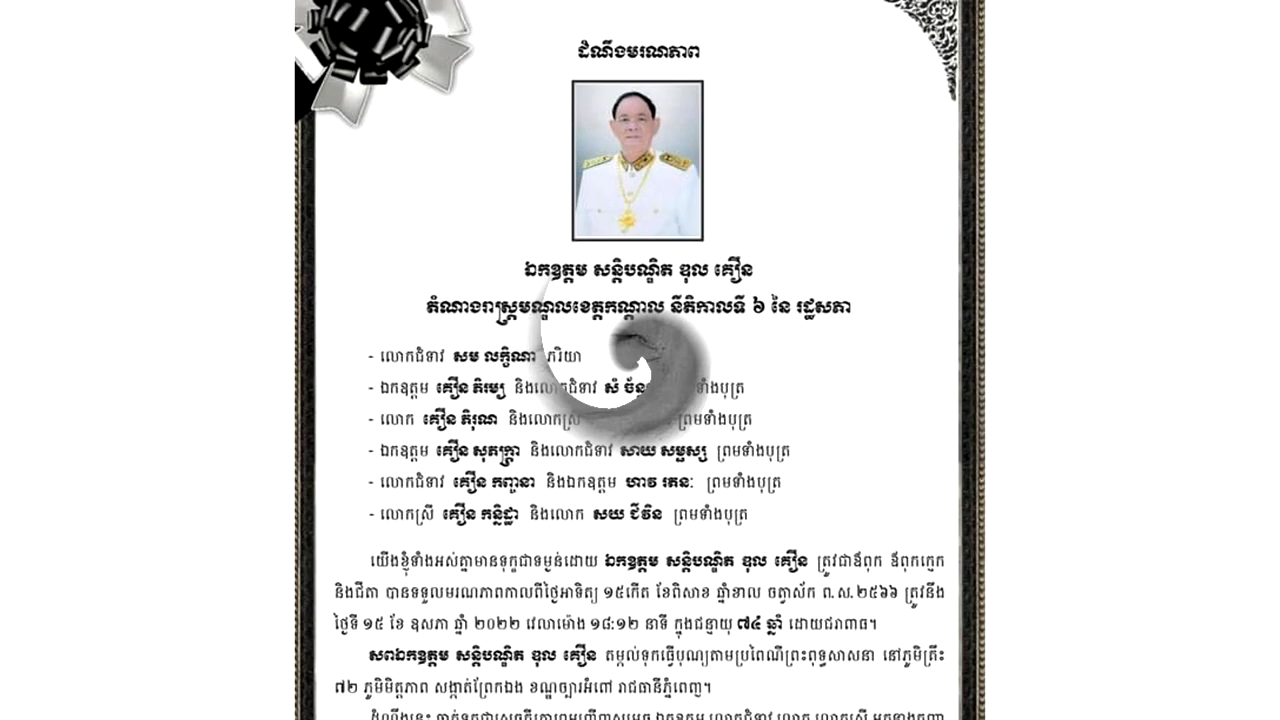 ដំណឹងមរណភាព
ឯកឧត្តម សន្តិបណ្ឌិត ឌុល គឿន
តំណាងរាស្ត្រមណ្ឌលខេត្តកណ្តាល នីតិកាលទី ៦ នៃ រដ្ឋសភា
- លោកជំទាវ សម លក្ខិណា ភរិយា
- ឯកឧត្តម គឿន ភិរម្យ និងលោកជំទាវ សំ ច័ន្ទ ទាំងបុត្រ
- លោក គឿន ភិរុណ និងលោកស្រី ព្រមទាំងបុត្រ
- ឯកឧត្តម គឿន សុភក្ត្រា និងលោកជំទាវ សាយ សម្ផស្ស ព្រមទាំងបុត្រ
- លោកជំទាវ គឿន កញ្ចនា និងឯកឧត្តម ហាវ រតនៈ ព្រមទាំងបុត្រ
- លោកស្រី គឿន កន្និដ្ឋា និងលោក សយ ជីវិន ព្រមទាំងបុត្រ
យើងខ្ញុំទាំងអស់គ្នាមានទុក្ខជាទម្ងន់ដោយ ឯកឧត្តម សន្តិបណ្ឌិត ឌុល គឿន ត្រូវជាឪពុក ឪពុកក្មេក
និងជីតា បានទទួលមរណភាពកាលពីថ្ងៃអាទិត្យ ១៥កើត ខែពិសាខ ឆ្នាំខាល ចត្វាស័ក ព.ស.២៥៦៦ ត្រូវនឹង
ថ្ងៃទី ១៥ ខែ ឧសភា ឆ្នាំ ២០២២ វេលាម៉ោង ១៨:១២ នាទី ក្នុងជន្មាយុ ៧៤ ឆ្នាំ ដោយជរាពាធ។
សពឯកឧត្តម សន្តិបណ្ឌិត ឌុល គឿន តម្កល់ទុកធ្វើបុណ្យតាមប្រពៃណីព្រះពុទ្ធសាសនា នៅភូមិគ្រឹះ
៧២ ភូមិមិត្តភាព សង្កាត់ព្រែកឯង ខណ្ឌច្បារអំពៅ រាជធានីភ្នំពេញ។